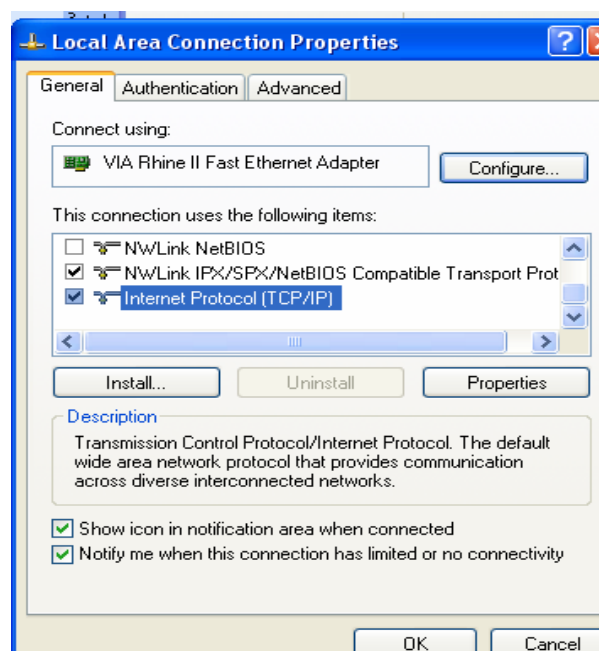 Local Area Connection Properties
General Authentication Advanced
Connect using:
VIA Rhine II Fast Ethernet Adapter Configure...
This connection uses the following items:
NWLink NetBIOS
NWLink IPX/SPX/NetBIOS Compatible Transport Prot
Internet Protocol (TCP/IP)
Install... Uninstall Properties
Description
Transmission Control Protocol/Internet Protocol. The default
wide area network protocol that provides communication
across diverse interconnected networks.
Show icon in notification area when connected
Notify me when this connection has limited or no connectivity
OK Cancel